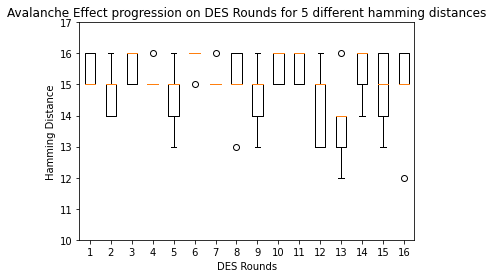 Avalanche Effect progression on DES Rounds for 5 different hamming distances
17
16
15
14
13
12
11
10
Hamming Distance
1 2 3 4 5 6 7 8 9 10 11 12 13 14 15 16
DES Rounds